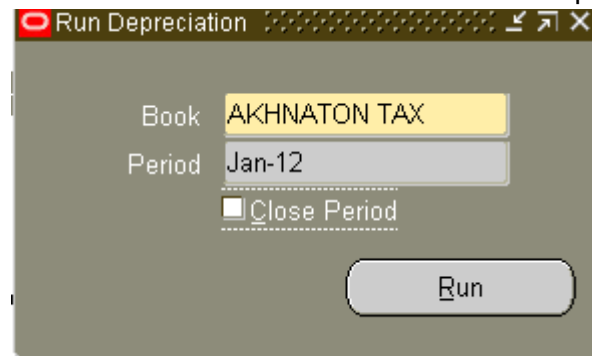 Run Depreciation
Book AKHNATON TAX
Period Jan-12
Close Period
Run